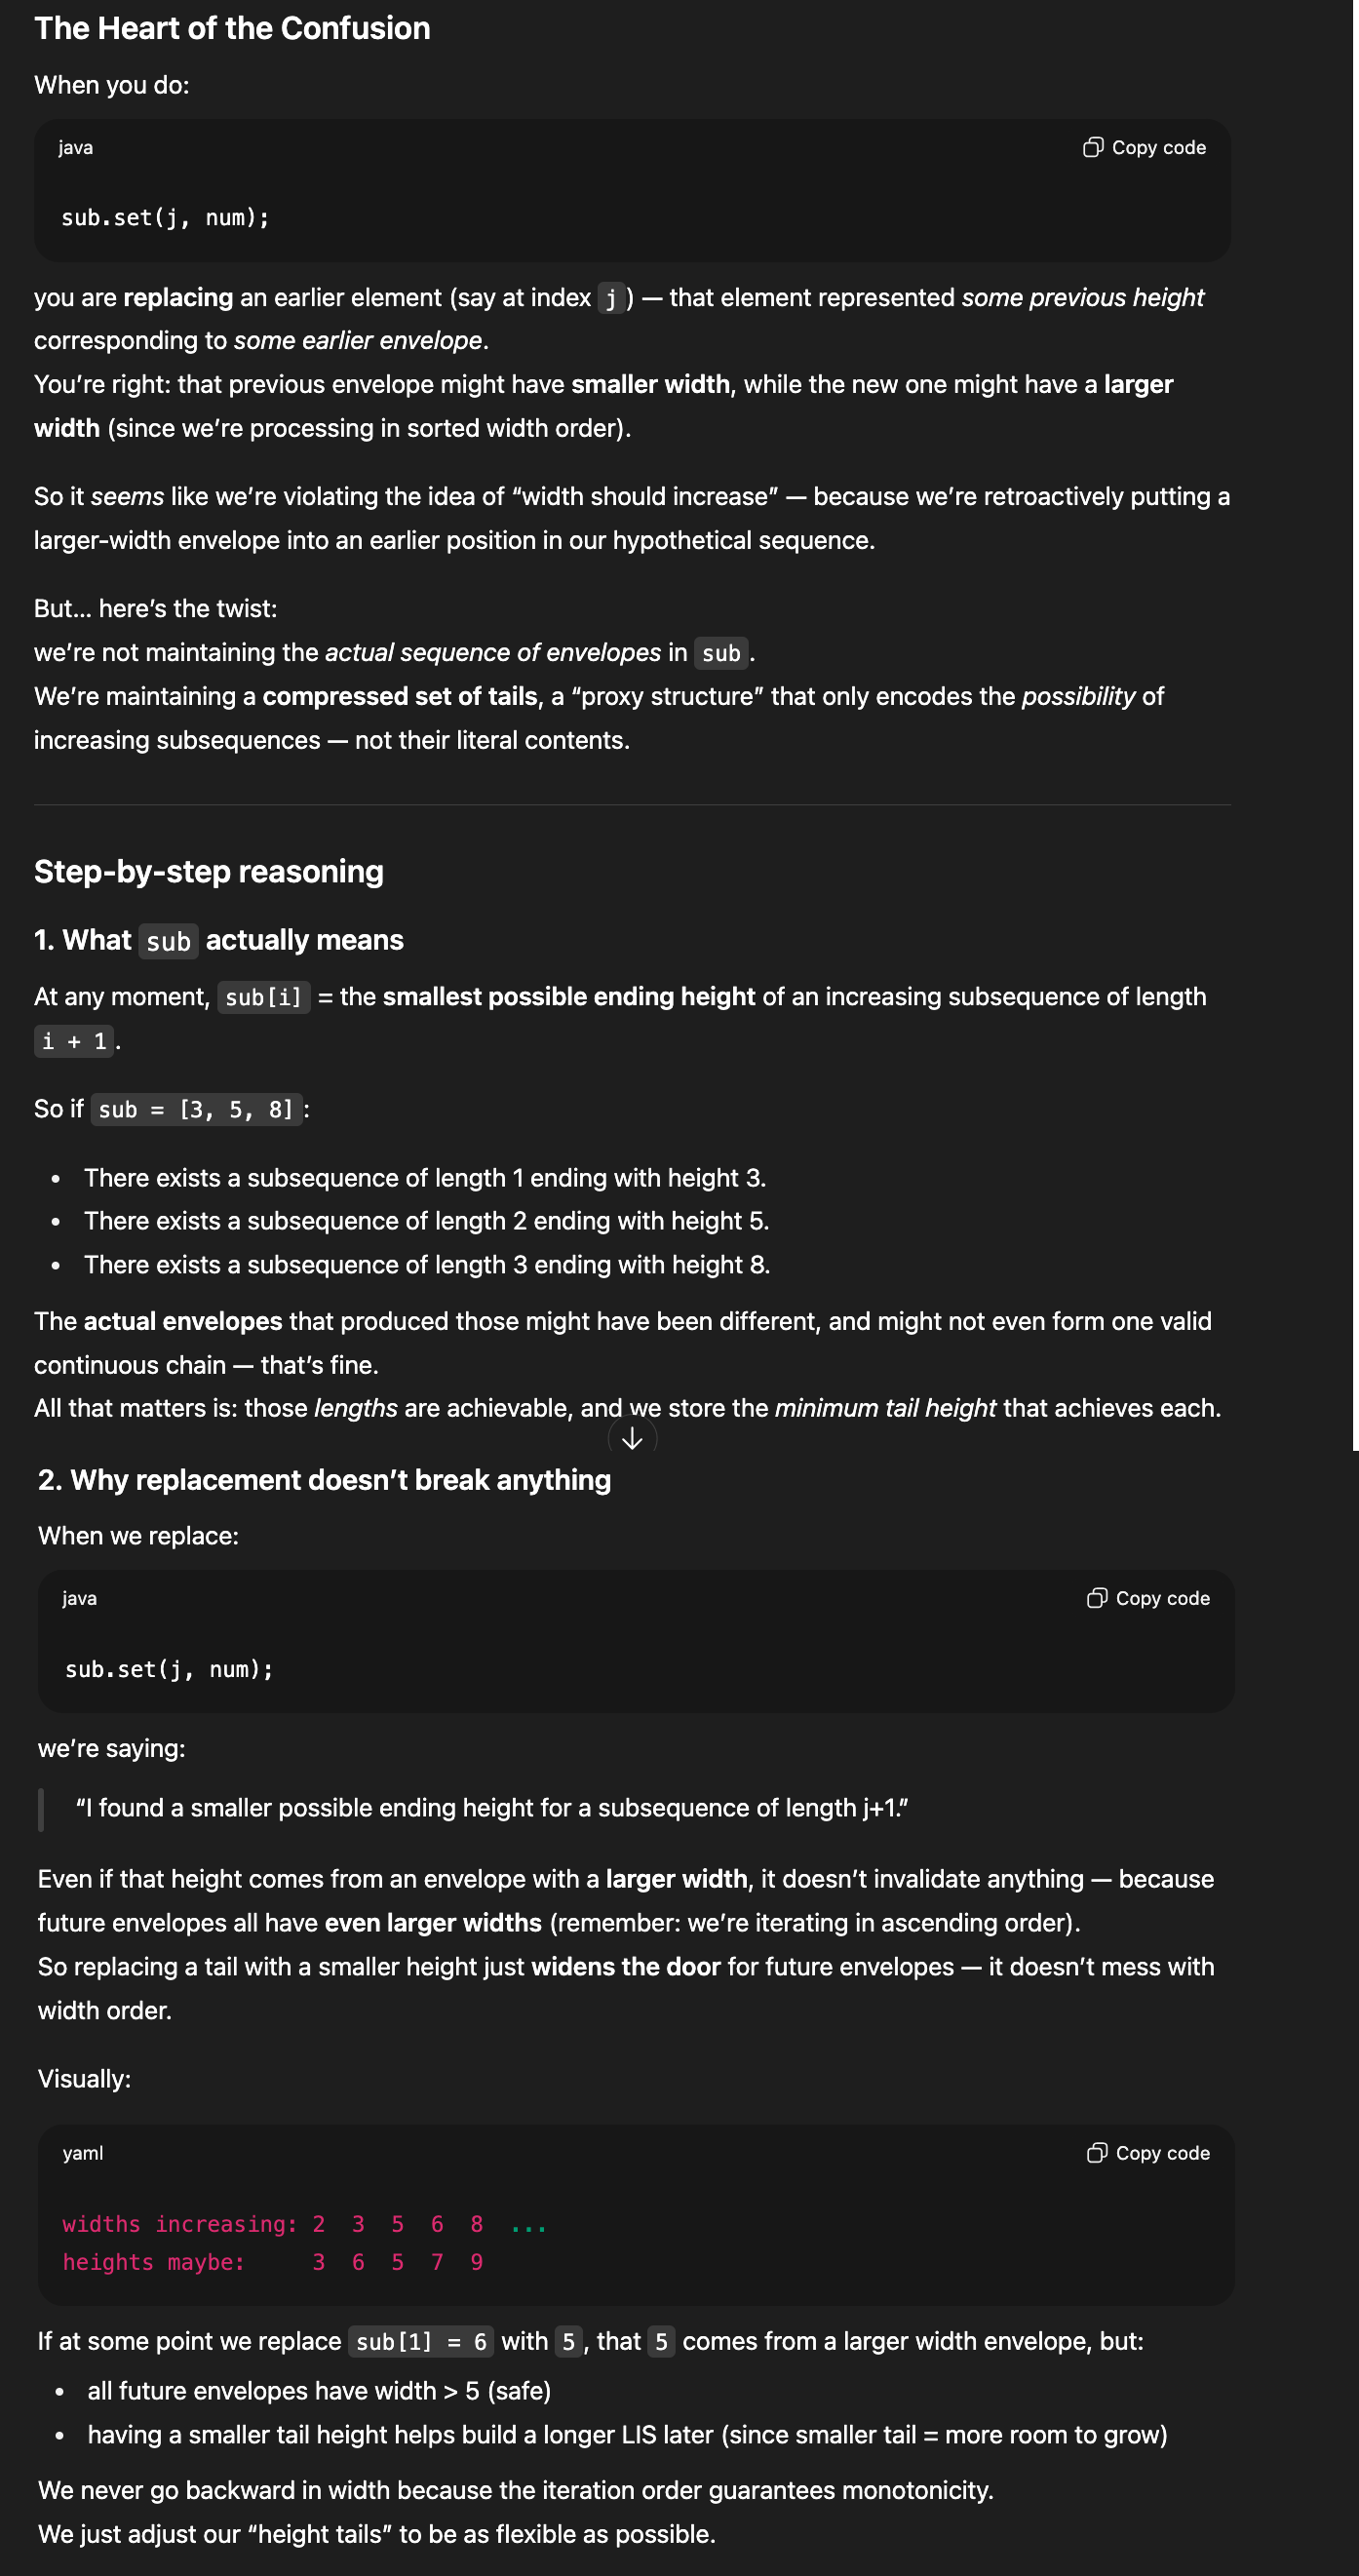 The Heart of the Confusion
When you do:
java
Copy code
sub.set(j, num);
you are replacing an earlier element (say at index j) — that element represented some previous height
corresponding to some earlier envelope.
You’re right: that previous envelope might have smaller width, while the new one might have a larger
width (since we’re processing in sorted width order).
So it seems like we’re violating the idea of “width should increase” — because we’re retroactively putting a
larger-width envelope into an earlier position in our hypothetical sequence.
But… here’s the twist:
we’re not maintaining the actual sequence of envelopes in sub.
We’re maintaining a compressed set of tails, a “proxy structure” that only encodes the possibility of
increasing subsequences — not their literal contents.
Step-by-step reasoning
1. What sub actually means
At any moment, sub[i] = the smallest possible ending height of an increasing subsequence of length
i + 1.
So if sub = [3, 5, 8]:
• There exists a subsequence of length 1 ending with height 3.
• There exists a subsequence of length 2 ending with height 5.
• There exists a subsequence of length 3 ending with height 8.
The actual envelopes that produced those might have been different, and might not even form one valid
continuous chain — that’s fine.
All that matters is: those lengths are achievable, and we store the minimum tail height that achieves each.
2. Why replacement doesn’t break anything
When we replace:
java
Copy code
sub.set(j, num);
we’re saying:
“I found a smaller possible ending height for a subsequence of length j+1.”
Even if that height comes from an envelope with a larger width, it doesn’t invalidate anything — because
future envelopes all have even larger widths (remember: we’re iterating in ascending order).
So replacing a tail with a smaller height just widens the door for future envelopes — it doesn’t mess with
width order.
Visually:
yaml
Copy code
widths increasing: 2 3 5 6 8 ...
heights maybe: 3 6 5 7 9
If at some point we replace sub[1] = 6 with 5, that 5 comes from a larger width envelope, but:
• all future envelopes have width > 5 (safe)
• having a smaller tail height helps build a longer LIS later (since smaller tail = more room to grow)
We never go backward in width because the iteration order guarantees monotonicity.
We just adjust our “height tails” to be as flexible as possible.